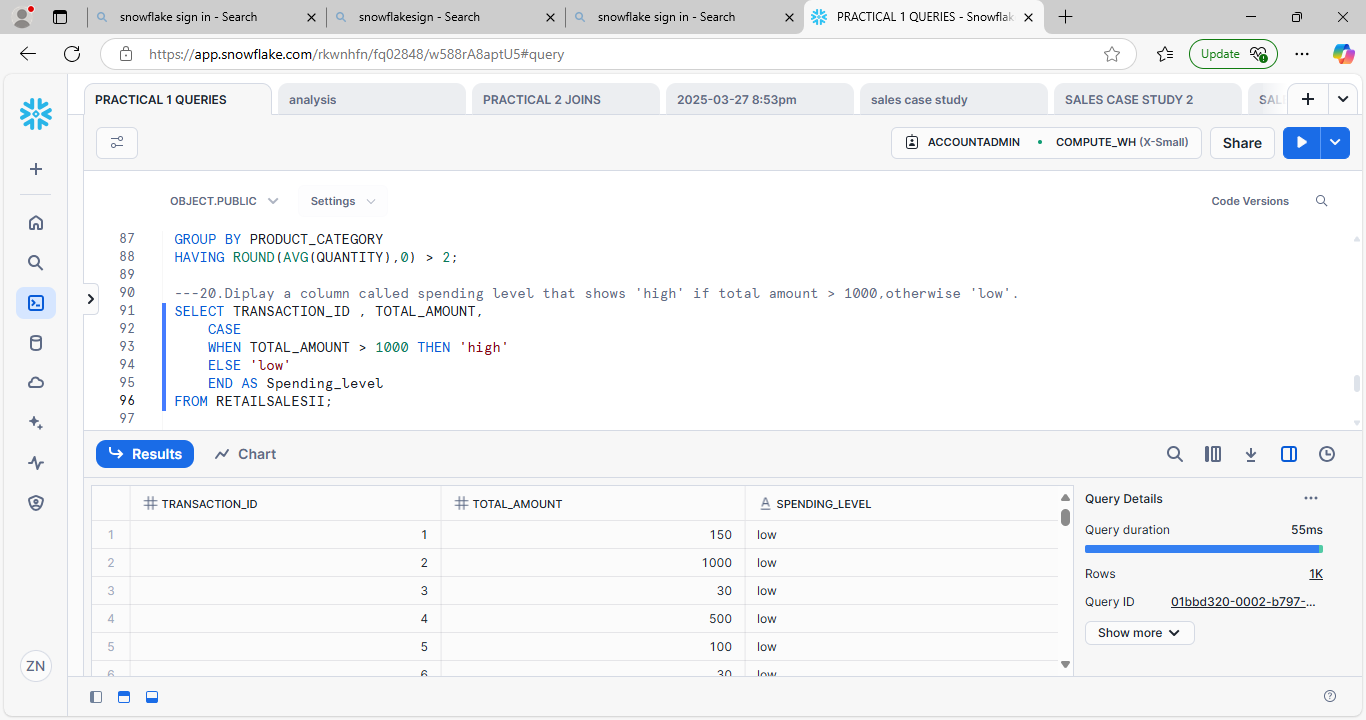 snowflake sign in - Search
snowflakesign - Search
snowflake sign in - Search
PRACTICAL 1 QUERIES - Snowflak
https://app.snowflake.com/rkwnhfn/fq02848/w588rA8aptU5#query
Update
PRACTICAL 1 QUERIES
analysis
PRACTICAL 2 JOINS
2025-03-27 8:53pm
sales case study
SALES CASE STUDY 2
SAL
ACCOUNTADMIN
COMPUTE_WH (X-Small)
Share
OBJECT.PUBLIC
Settings
Code Versions
87 GROUP BY PRODUCT_CATEGORY
88 HAVING ROUND(AVG(QUANTITY),0) > 2;
89
90 ---20.Diplay a column called spending level that shows 'high' if total amount > 1000,otherwise 'low'.
91 SELECT TRANSACTION_ID , TOTAL_AMOUNT,
92 CASE
93 WHEN TOTAL_AMOUNT > 1000 THEN 'high'
94 ELSE 'low'
95 END AS Spending_level
96 FROM RETAILSALESII;
97
Results
Chart
TRANSACTION_ID TOTAL_AMOUNT SPENDING_LEVEL
1 1 150 low
2 2 1000 low
3 3 30 low
4 4 500 low
5 5 100 low
6 6 30 low
Query Details
Query duration 55ms
Rows 1K
Query ID 01bbd320-0002-b797-...
Show more
ZN